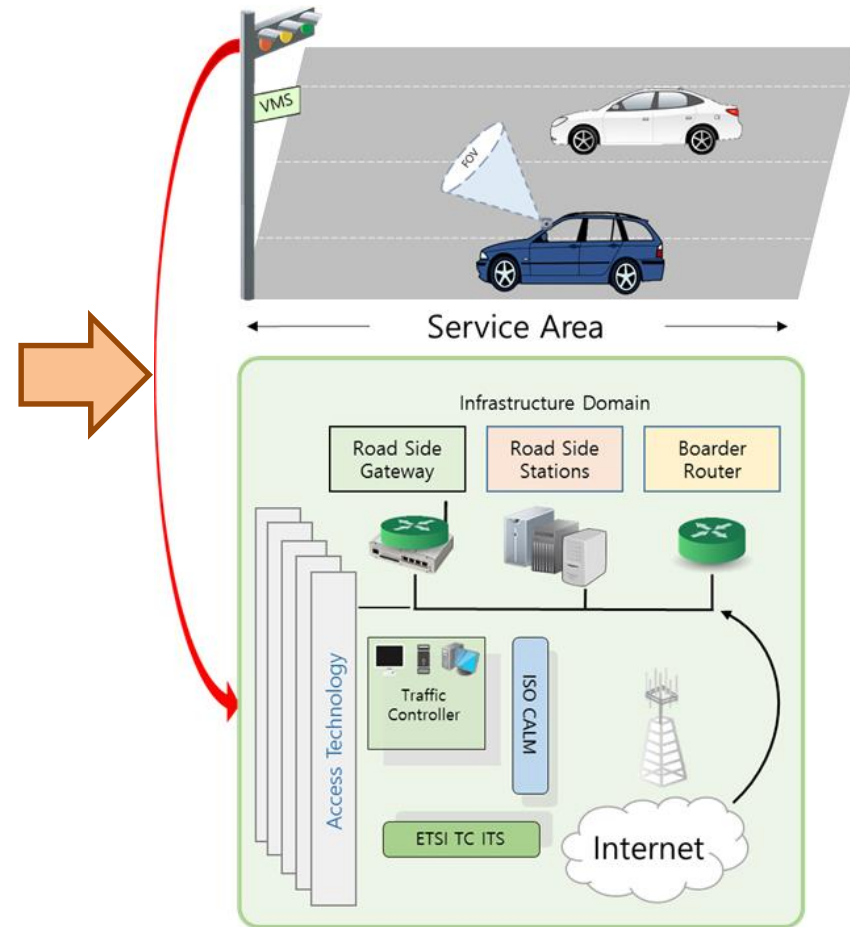 VMS
FOV
Service Area
Infrastructure Domain
Road Side
Gateway
Road Side
Stations
Boarder
Router
Access Technology
Traffic
Controller
ISO CALM
ETSI TC ITS
Internet